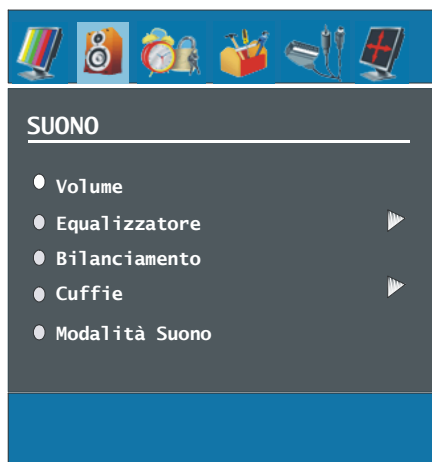 SUONO
Volume
Equalizzatore
Bilanciamento
Cuffie
Modalità Suono